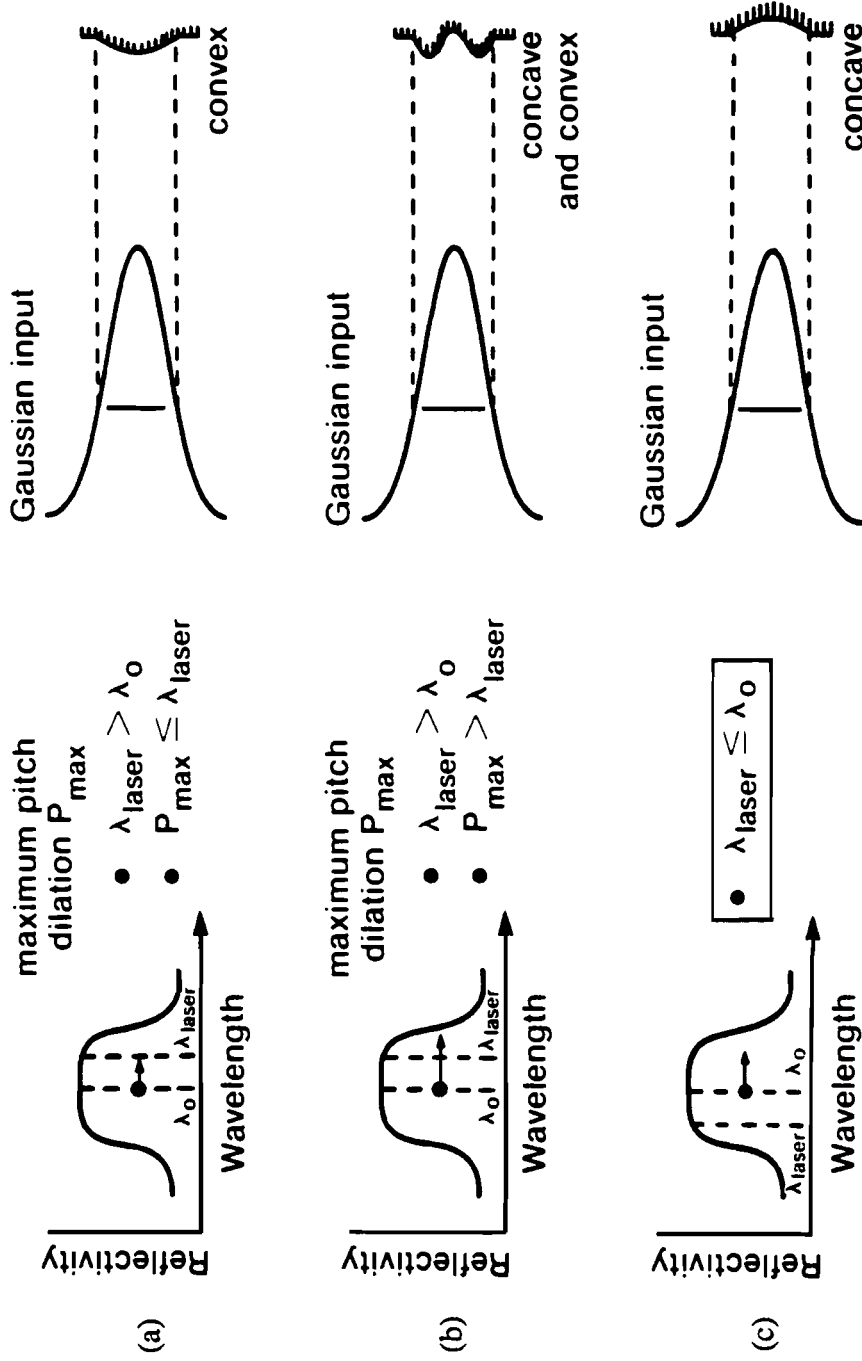 (a)
Reflectivity
Wavelength
λo
λlaser
maximum pitch
dilation Pmax
• λlaser > λo
• Pmax ≤ λlaser
Gaussian input
convex
(b)
Reflectivity
Wavelength
λo
λlaser
maximum pitch
dilation Pmax
• λlaser > λo
• Pmax > λlaser
Gaussian input
concave
and convex
(c)
Reflectivity
Wavelength
λlaser
λo
• λlaser ≤ λo
Gaussian input
concave